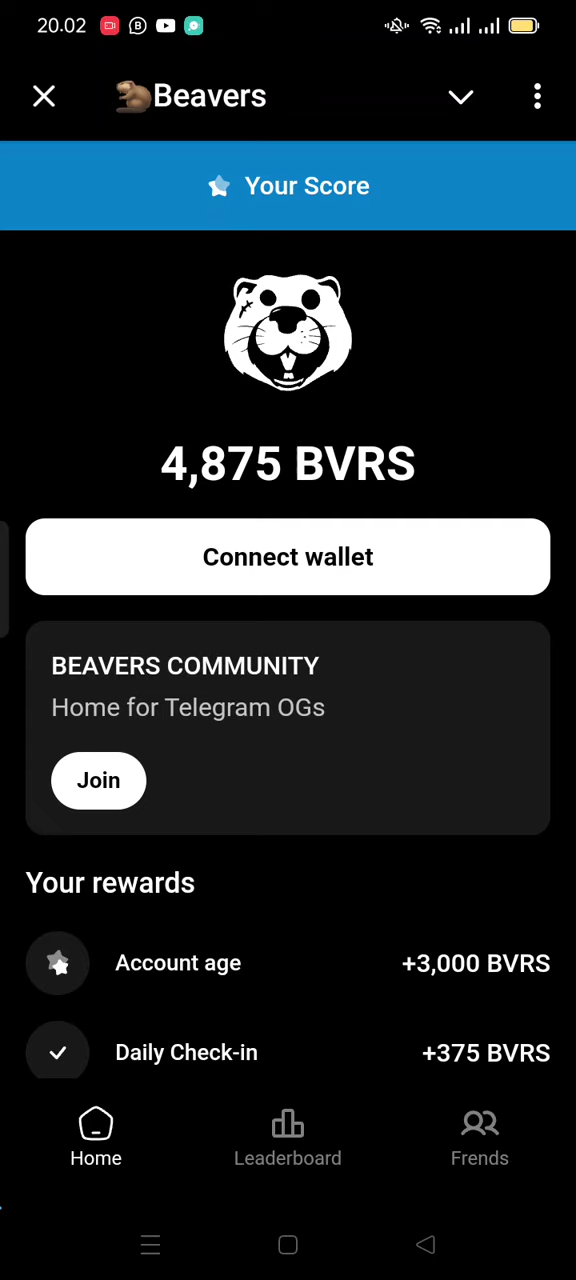 20.02
Beavers
Your Score
4,875 BVRS
Connect wallet
BEAVERS COMMUNITY
Home for Telegram OGs
Join
Your rewards
Account age +3,000 BVRS
Daily Check-in +375 BVRS
Home Leaderboard Frends